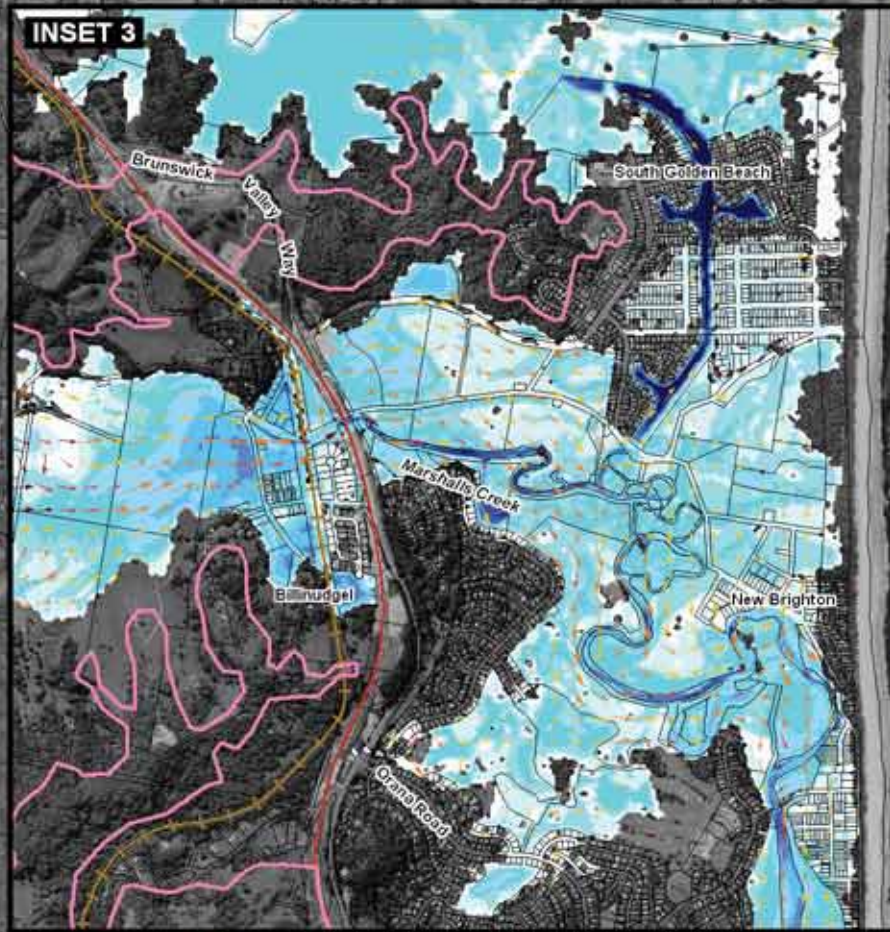 INSET 3
Brunswick
Valley
Way
South Golden Beach
Marshalls Creek
Billinudgel
New Brighton
Orana Road